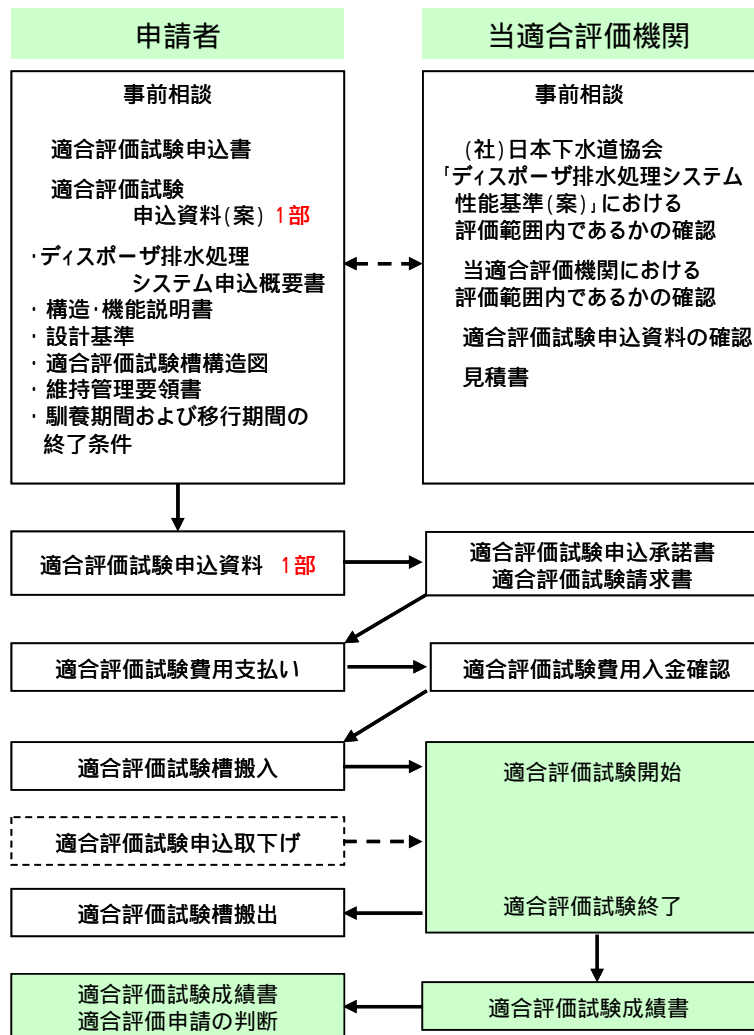 申請者
当適合評価機関
事前相談
適合評価試験申込書
適合評価試験
申込資料(案) 1部
・ディスポーザ排水処理
システム申込概要書
・構造・機能説明書
・設計基準
・適合評価試験槽構造図
・維持管理要領書
・馴養期間および移行期間の
終了条件
事前相談
(社)日本下水道協会
「ディスポーザ排水処理システム
性能基準(案)」における
評価範囲内であるかの確認
当適合評価機関における
評価範囲内であるかの確認
適合評価試験申込資料の確認
見積書
適合評価試験申込資料 1部
適合評価試験申込承諾書
適合評価試験請求書
適合評価試験費用支払い
適合評価試験費用入金確認
適合評価試験槽搬入
適合評価試験開始
適合評価試験申込取下げ
適合評価試験槽搬出
適合評価試験終了
適合評価試験成績書
適合評価申請の判断
適合評価試験成績書